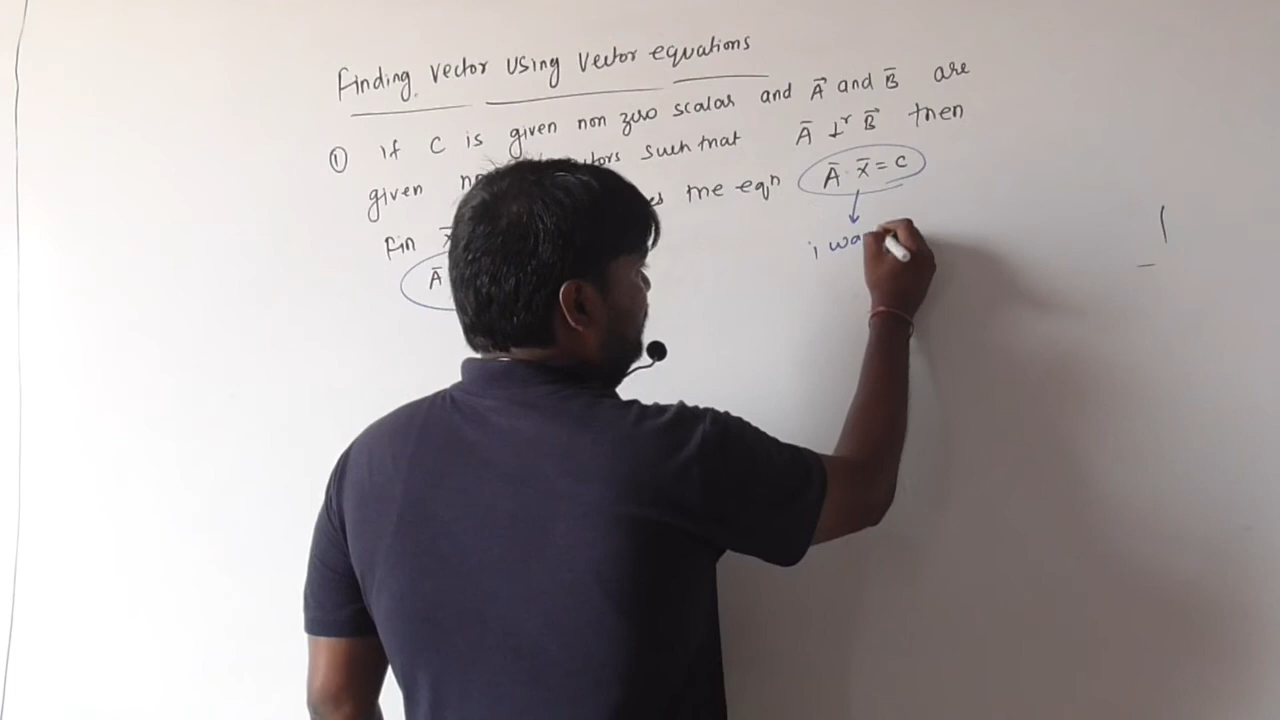 Finding vector using vector equations
① if C is given non zero scalar and A⃗ and B̄ are
given such that Ā ⊥ʳ B⃗ then
Fin the eqⁿ Ā · x̄ = C
Ā
i wa